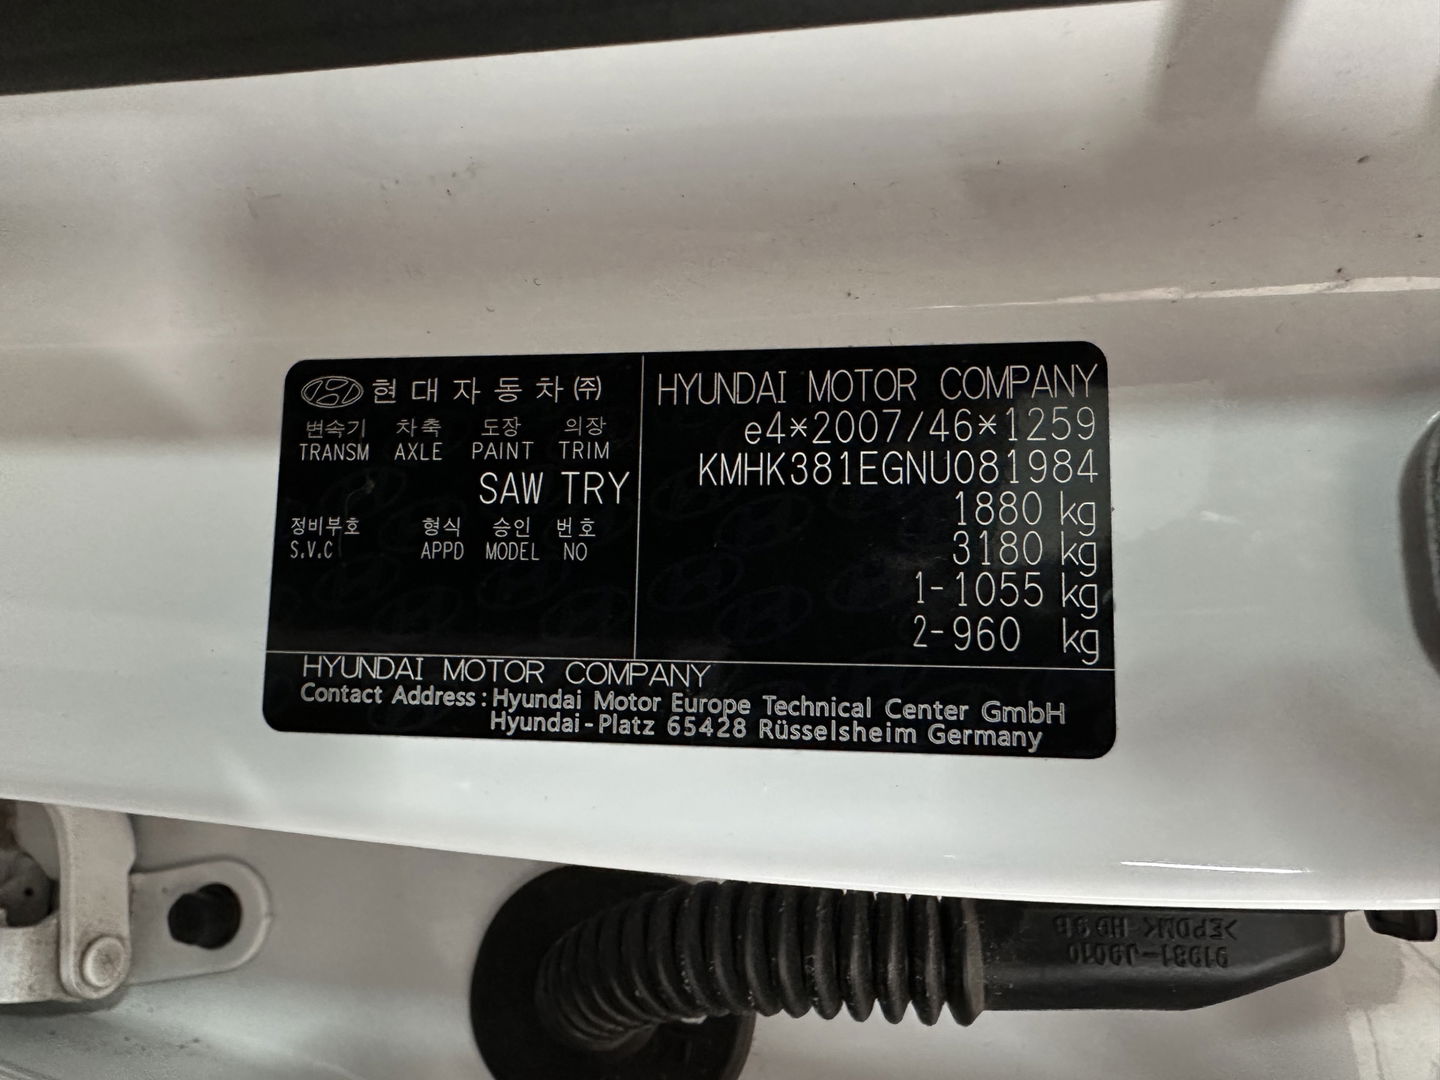 현대자동차(주)
변속기 차축 도장 의장
TRANSM AXLE PAINT TRIM
SAW TRY
정비부호 형식 승인 번호
S.V.C APPD MODEL NO
HYUNDAI MOTOR COMPANY
e4*2007/46*1259
KMHK381EGNU081984
1880 kg
3180 kg
1-1055 kg
2-960 kg
HYUNDAI MOTOR COMPANY
Contact Address : Hyundai Motor Europe Technical Center GmbH
Hyundai-Platz 65428 Rüsselsheim Germany
91981-J9010
>EPDM<